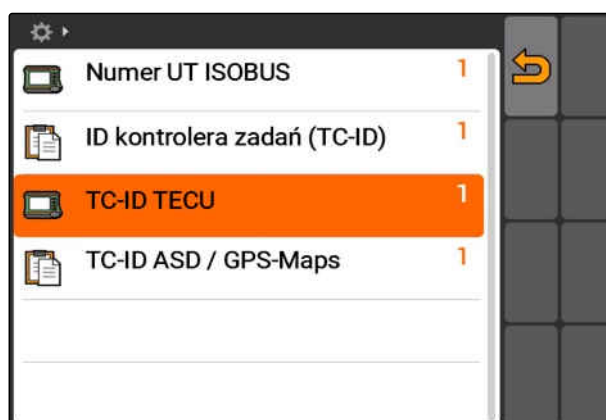 Numer UT ISOBUS 1
ID kontrolera zadań (TC-ID) 1
TC-ID TECU 1
TC-ID ASD / GPS-Maps 1